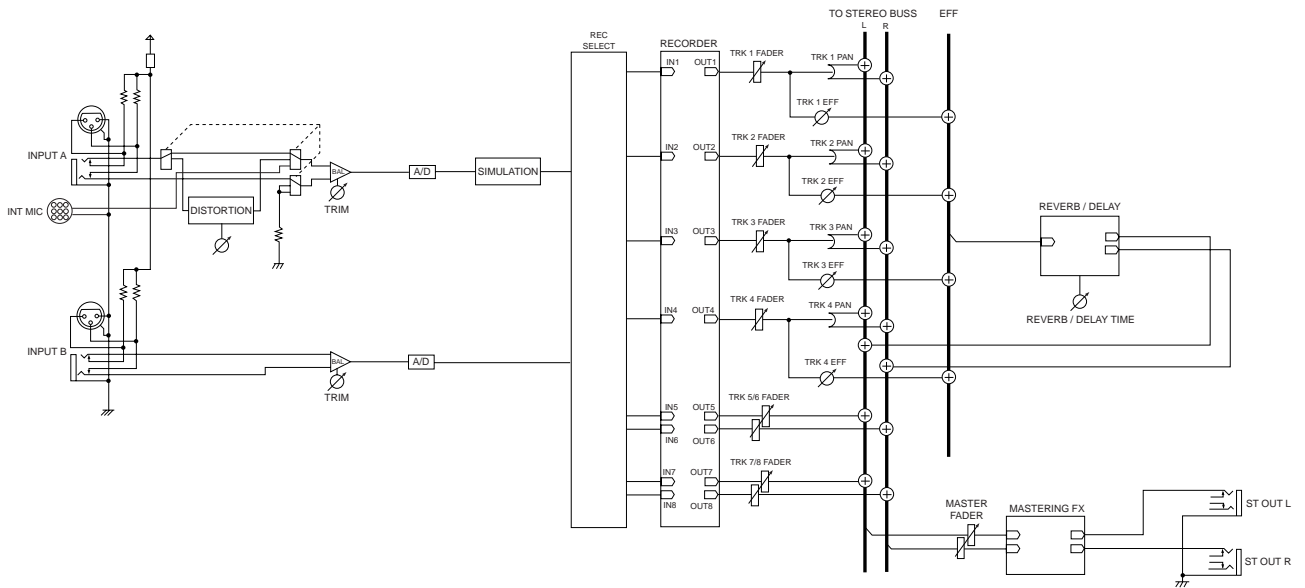 TO STEREO BUSS
EFF
L
R
REC
SELECT
RECORDER
TRK 1 FADER
TRK 1 PAN
IN1
OUT1
TRK 1 EFF
INPUT A
IN2
OUT2
TRK 2 FADER
TRK 2 PAN
BAL
A/D
SIMULATION
TRK 2 EFF
TRIM
INT MIC
DISTORTION
REVERB / DELAY
IN3
OUT3
TRK 3 FADER
TRK 3 PAN
TRK 3 EFF
IN4
OUT4
TRK 4 FADER
TRK 4 PAN
REVERB / DELAY TIME
INPUT B
BAL
A/D
TRK 4 EFF
TRIM
TRK 5/6 FADER
IN5
OUT5
IN6
OUT6
TRK 7/8 FADER
IN7
OUT7
IN8
OUT8
MASTER
FADER
MASTERING FX
ST OUT L
ST OUT R